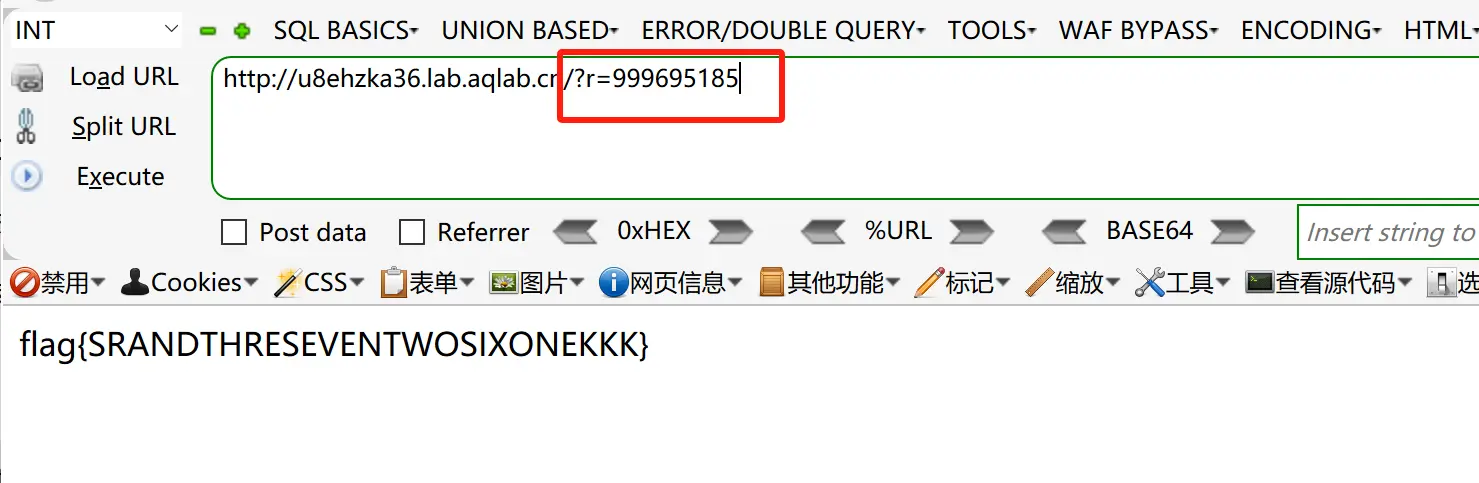 INT SQL BASICS UNION BASED ERROR/DOUBLE QUERY TOOLS WAF BYPASS ENCODING HTML
Load URL http://u8ehzka36.lab.aqlab.cn/?r=999695185
Split URL
Execute
Post data Referrer 0xHEX %URL BASE64 Insert string to
禁用 Cookies CSS 表单 图片 网页信息 其他功能 标记 缩放 工具 查看源代码 选
flag{SRANDTHRESEVENTWOSIXONEKKK}